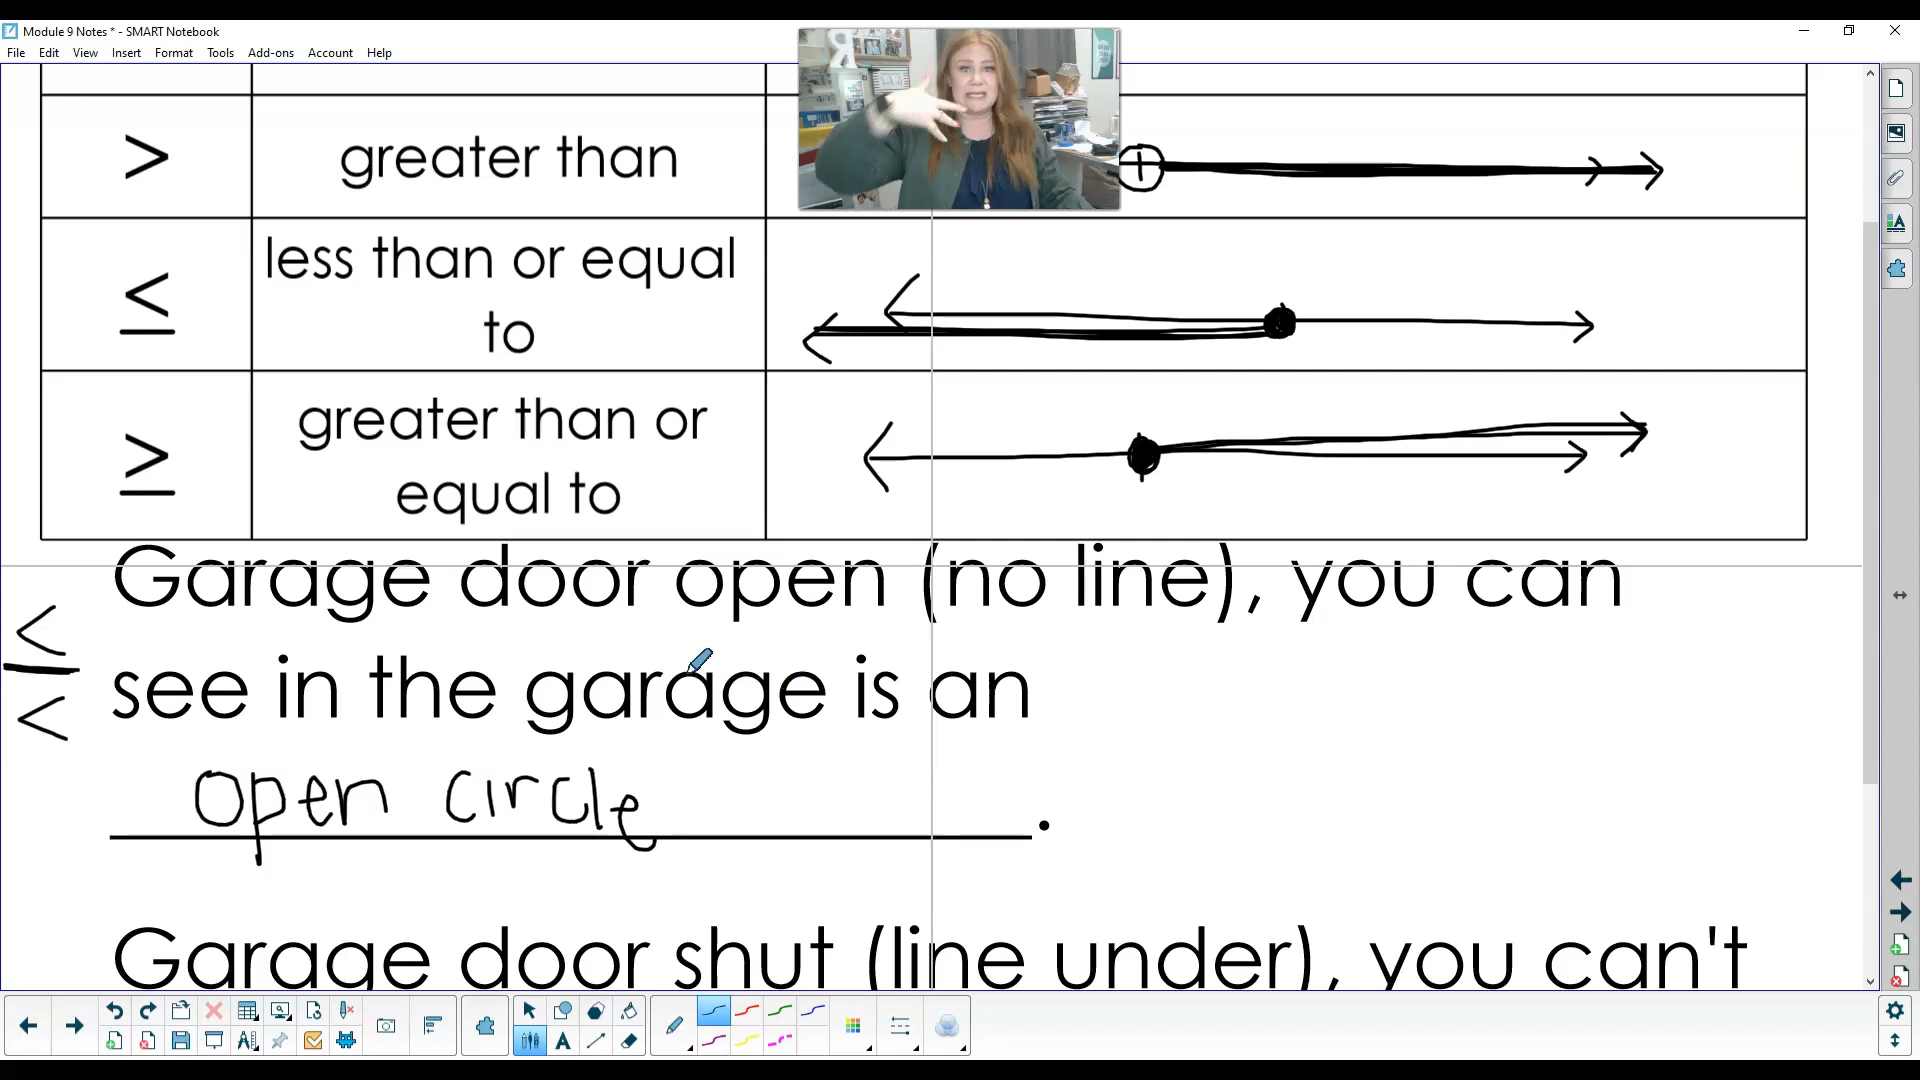 Module 9 Notes * - SMART Notebook
File Edit View Insert Format Tools Add-ons Account Help
> greater than
≤ less than or equal
to
≥ greater than or
equal to
Garage door open (no line), you can
≤
see in the garage is an
<
open circle .
Garage door shut (line under), you can't